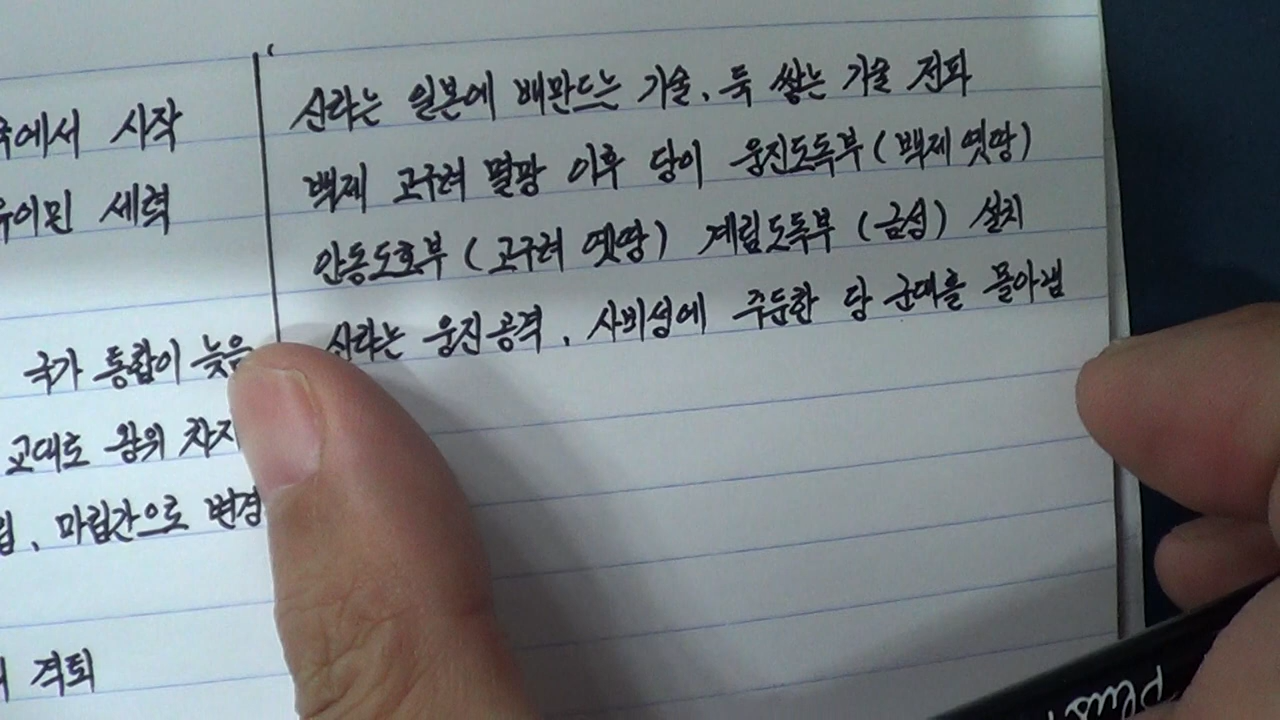 에서 시작
유이민 세력
국가 통합이 늦음
교대로 왕위 차지
마립간으로 변경
격퇴
신라는 일본에 배만드는 기술, 둑 쌓는 기술 전파
백제 고구려 멸망 이후 당이 웅진도독부 (백제 옛땅)
안동도호부 (고구려 옛땅) 계림도독부 (금성) 설치
신라는 웅진공격, 사비성에 주둔한 당 군대를 몰아냄
Plus